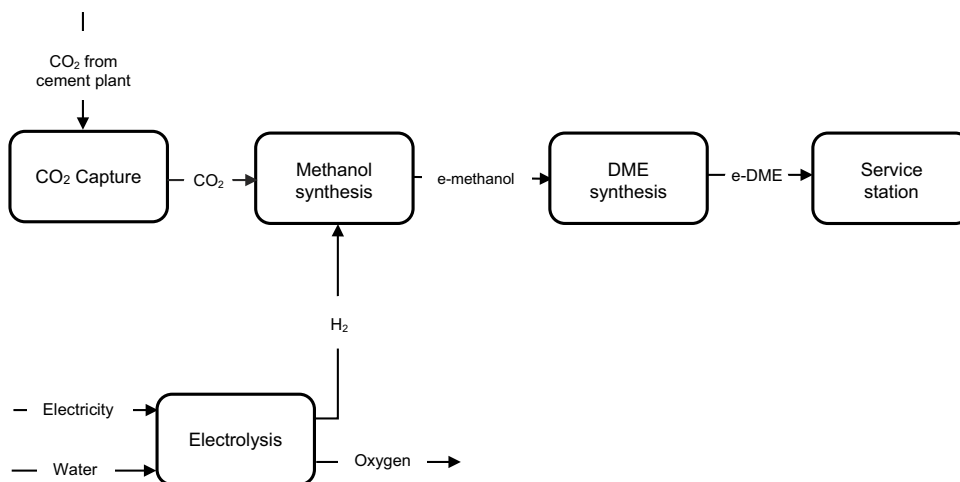 CO₂ from
cement plant
CO₂ Capture
CO₂
Methanol
synthesis
e-methanol
DME
synthesis
e-DME
Service
station
H₂
Electricity
Water
Electrolysis
Oxygen